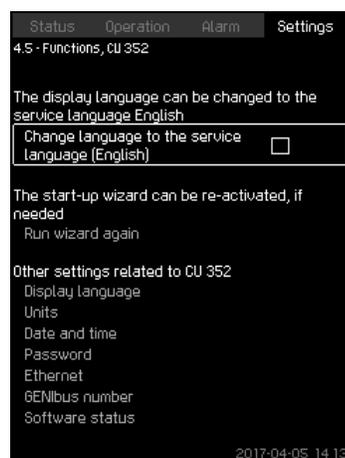 Status Operation Alarm Settings
4.5 - Functions, CU 352
The display language can be changed to the
service language English
Change language to the service
language (English)
The start-up wizard can be re-activated, if
needed
Run wizard again
Other settings related to CU 352
Display language
Units
Date and time
Password
Ethernet
GENIbus number
Software status
2017-04-05 14:13